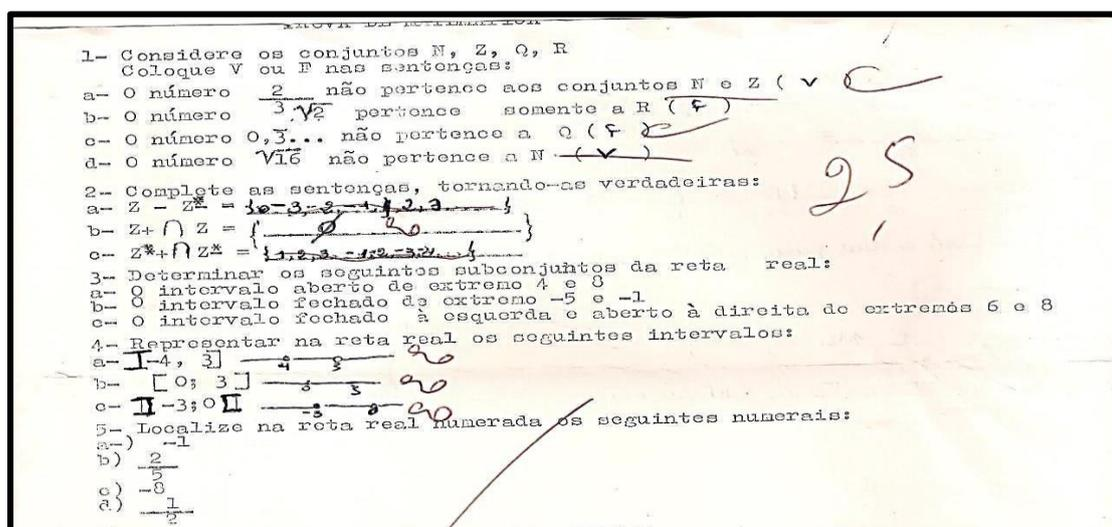 1- Considere os conjuntos N, Z, Q, R
Coloque V ou F nas sentenças:
a- O número 2/3 não pertence aos conjuntos N e Z ( V
b- O número √2 pertence somente a R ( F )
c- O número 0,3... não pertence a Q ( F )
d- O número √16 não pertence a N ( V )
2,5
2- Complete as sentenças, tornando-as verdadeiras:
a- Z - Z* = {
b- Z+ ∩ Z = { }
c- Z*+ ∩ Z* = {
3- Determinar os seguintes subconjuntos da reta real:
a- O intervalo aberto de extremo 4 e 8
b- O intervalo fechado de extremo -5 e -1
c- O intervalo fechado à esquerda e aberto à direita de extremos 6 e 8
4- Representar na reta real os seguintes intervalos:
a- ]-4, 3]
b- [ 0; 3 ]
c- -3;0
5- Localize na reta real numerada os seguintes numerais:
a-) -1
b) 2/5
c) -8
d) 1/2